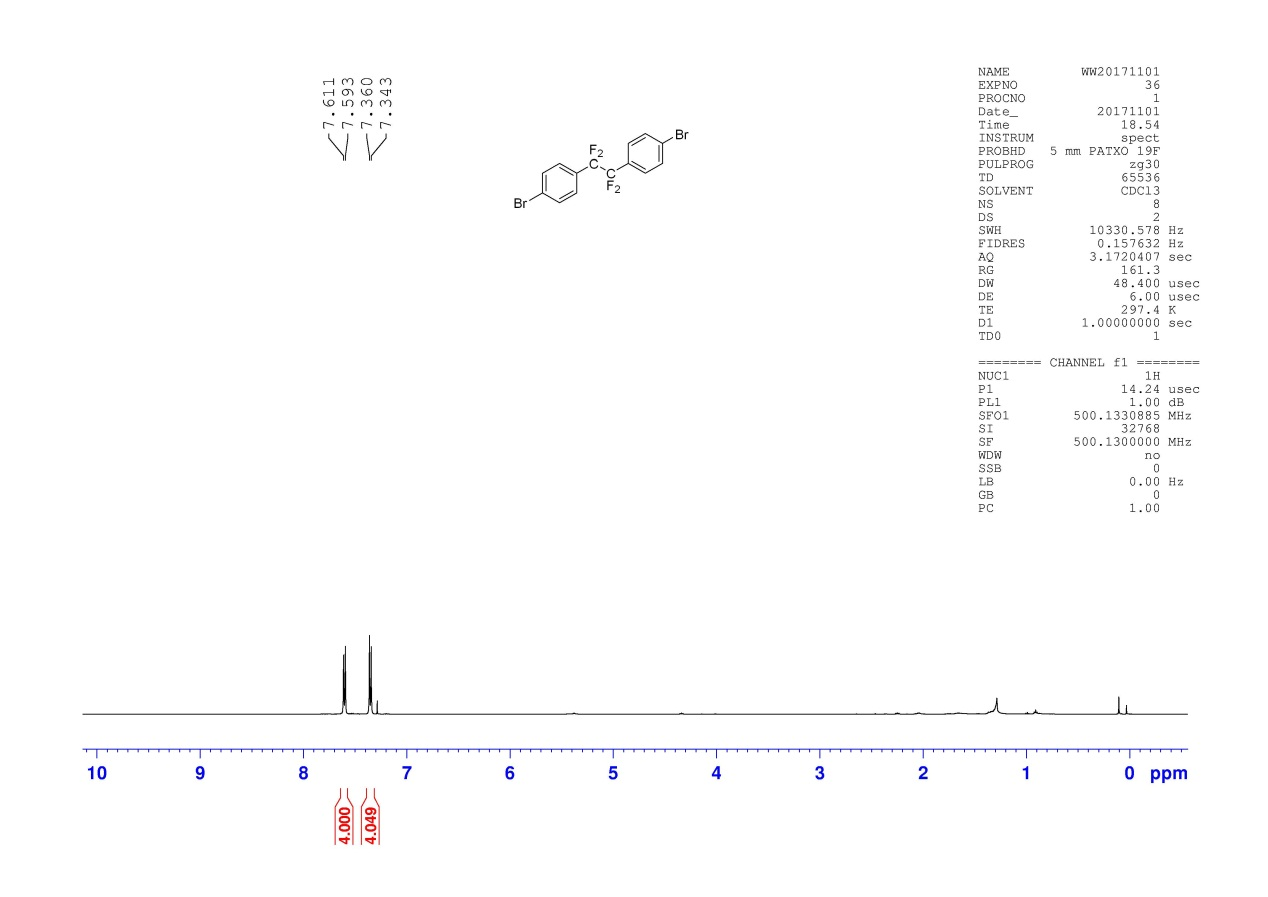 7.611
7.593
7.360
7.343
Br
F2
C
C
F2
Br
NAME WW20171101
EXPNO 36
PROCNO 1
Date_ 20171101
Time 18.54
INSTRUM spect
PROBHD 5 mm PATXO 19F
PULPROG zg30
TD 65536
SOLVENT CDCl3
NS 8
DS 2
SWH 10330.578 Hz
FIDRES 0.157632 Hz
AQ 3.1720407 sec
RG 161.3
DW 48.400 usec
DE 6.00 usec
TE 297.4 K
D1 1.00000000 sec
TD0 1
======== CHANNEL f1 ========
NUC1 1H
P1 14.24 usec
PL1 1.00 dB
SFO1 500.1330885 MHz
SI 32768
SF 500.1300000 MHz
WDW no
SSB 0
LB 0.00 Hz
GB 0
PC 1.00
10 9 8 7 6 5 4 3 2 1 0 ppm
4.000
4.049